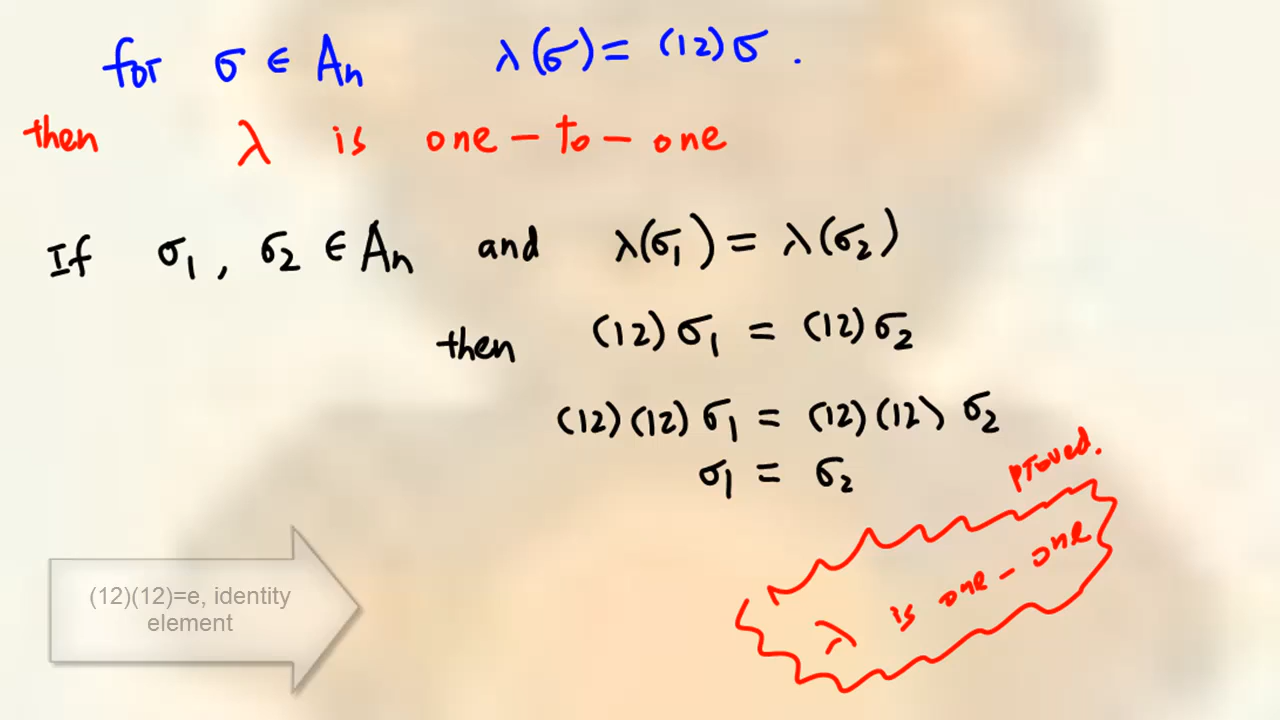 for σ ∈ An λ(σ) = (12)σ .
then λ is one-to-one
If σ1 , σ2 ∈ An and λ(σ1) = λ(σ2)
then (12)σ1 = (12)σ2
(12)(12) σ1 = (12)(12) σ2
σ1 = σ2
proved.
λ is one-one
(12)(12)=e, identity
element